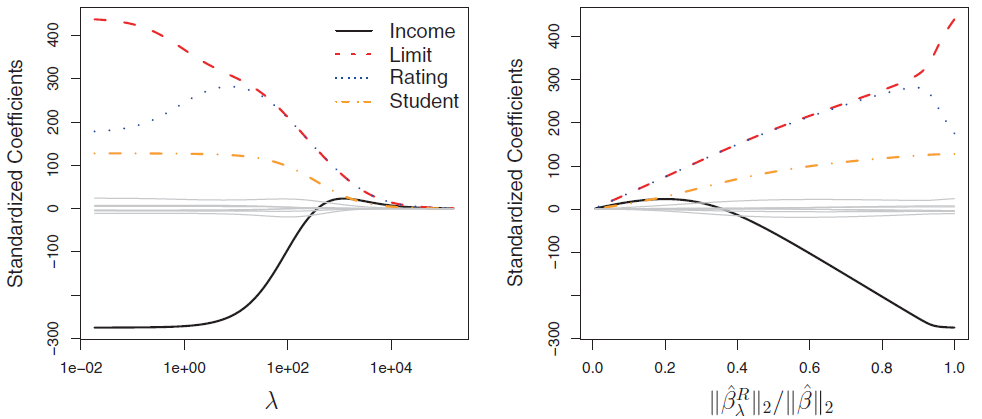 Standardized Coefficients
400
300
200
100
0
−100
−300
1e−02
1e+00
1e+02
1e+04
λ
Income
Limit
Rating
Student
Standardized Coefficients
400
300
200
100
0
−100
−300
0.0
0.2
0.4
0.6
0.8
1.0
‖β̂λᴿ‖₂/‖β̂‖₂